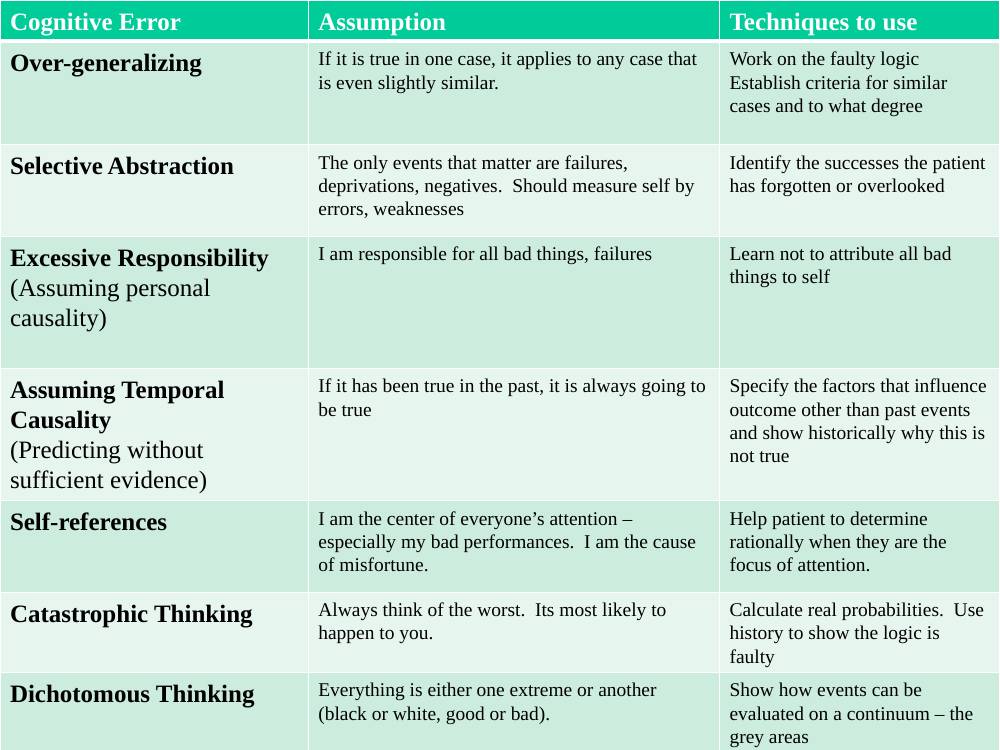 Cognitive Error
Assumption
Techniques to use
Over-generalizing
If it is true in one case, it applies to any case that
is even slightly similar.
Work on the faulty logic
Establish criteria for similar
cases and to what degree
Selective Abstraction
The only events that matter are failures,
deprivations, negatives.  Should measure self by
errors, weaknesses
Identify the successes the patient
has forgotten or overlooked
Excessive Responsibility
(Assuming personal
causality)
I am responsible for all bad things, failures
Learn not to attribute all bad
things to self
Assuming Temporal
Causality
(Predicting without
sufficient evidence)
If it has been true in the past, it is always going to
be true
Specify the factors that influence
outcome other than past events
and show historically why this is
not true
Self-references
I am the center of everyone’s attention –
especially my bad performances.  I am the cause
of misfortune.
Help patient to determine
rationally when they are the
focus of attention.
Catastrophic Thinking
Always think of the worst.  Its most likely to
happen to you.
Calculate real probabilities.  Use
history to show the logic is
faulty
Dichotomous Thinking
Everything is either one extreme or another
(black or white, good or bad).
Show how events can be
evaluated on a continuum – the
grey areas